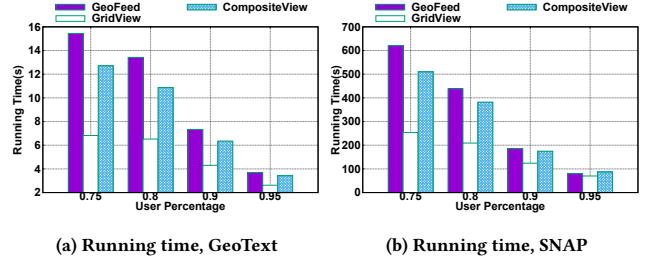 GeoFeed CompositeView
GridView
16
14
12
10
8
6
4
2
Running Time(s)
0.75 0.8 0.9 0.95
User Percentage
(a) Running time, GeoText
GeoFeed CompositeView
GridView
700
600
500
400
300
200
100
0
Running Time(s)
0.75 0.8 0.9 0.95
User Percentage
(b) Running time, SNAP